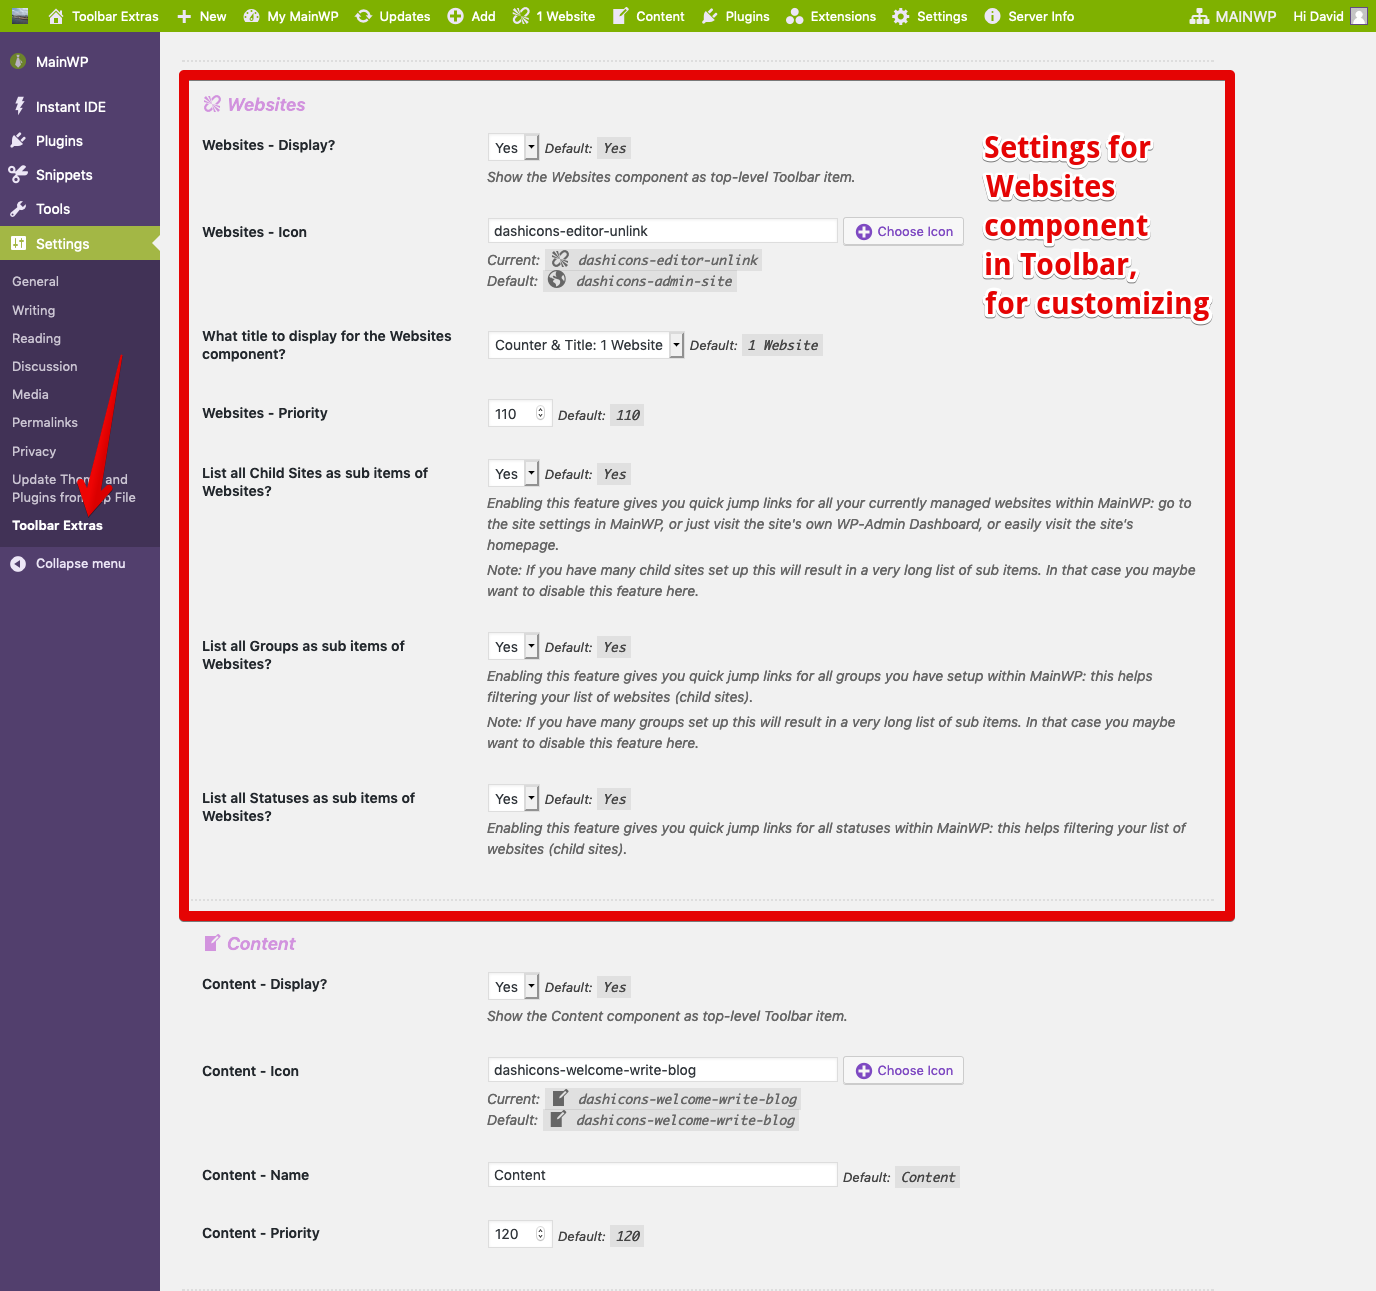 Toolbar Extras New My MainWP Updates Add 1 Website Content Plugins Extensions Settings Server Info MAINWP Hi David
MainWP
Instant IDE
Plugins
Snippets
Tools
Settings
General
Writing
Reading
Discussion
Media
Permalinks
Privacy
Update and
Plugins File
Toolbar Extras
Collapse menu
Websites
Websites - Display?
Yes Default: Yes
Show the Websites component as top-level Toolbar item.
Settings for
Websites
component
in Toolbar,
for customizing
Websites - Icon
dashicons-editor-unlink Choose Icon
Current: dashicons-editor-unlink
Default: dashicons-admin-site
What title to display for the Websites
component?
Counter & Title: 1 Website Default: 1 Website
Websites - Priority
110 Default: 110
List all Child Sites as sub items of
Websites?
Yes Default: Yes
Enabling this feature gives you quick jump links for all your currently managed websites within MainWP: go to
the site settings in MainWP, or just visit the site's own WP-Admin Dashboard, or easily visit the site's
homepage.
Note: If you have many child sites set up this will result in a very long list of sub items. In that case you maybe
want to disable this feature here.
List all Groups as sub items of
Websites?
Yes Default: Yes
Enabling this feature gives you quick jump links for all groups you have setup within MainWP: this helps
filtering your list of websites (child sites).
Note: If you have many groups set up this will result in a very long list of sub items. In that case you maybe
want to disable this feature here.
List all Statuses as sub items of
Websites?
Yes Default: Yes
Enabling this feature gives you quick jump links for all statuses within MainWP: this helps filtering your list of
websites (child sites).
Content
Content - Display?
Yes Default: Yes
Show the Content component as top-level Toolbar item.
Content - Icon
dashicons-welcome-write-blog Choose Icon
Current: dashicons-welcome-write-blog
Default: dashicons-welcome-write-blog
Content - Name
Content Default: Content
Content - Priority
120 Default: 120